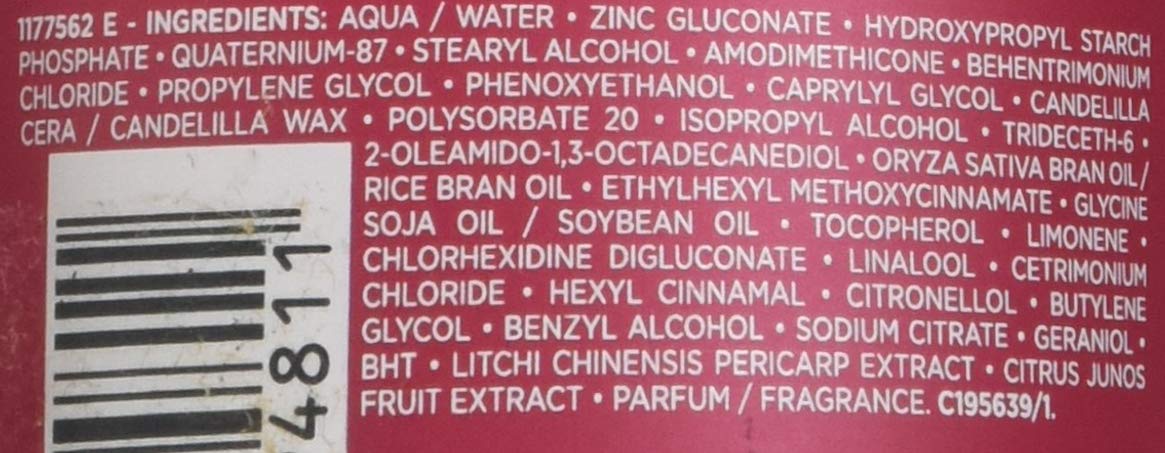 1177562 E - INGREDIENTS: AQUA / WATER • ZINC GLUCONATE • HYDROXYPROPYL STARCH
PHOSPHATE • QUATERNIUM-87 • STEARYL ALCOHOL • AMODIMETHICONE • BEHENTRIMONIUM
CHLORIDE • PROPYLENE GLYCOL • PHENOXYETHANOL • CAPRYLYL GLYCOL • CANDELILLA
CERA / CANDELILLA WAX • POLYSORBATE 20 • ISOPROPYL ALCOHOL • TRIDECETH-6 •
2-OLEAMIDO-1,3-OCTADECANEDIOL • ORYZA SATIVA BRAN OIL/
RICE BRAN OIL • ETHYLHEXYL METHOXYCINNAMATE • GLYCINE
SOJA OIL / SOYBEAN OIL • TOCOPHEROL • LIMONENE •
CHLORHEXIDINE DIGLUCONATE • LINALOOL • CETRIMONIUM
CHLORIDE • HEXYL CINNAMAL • CITRONELLOL • BUTYLENE
GLYCOL • BENZYL ALCOHOL • SODIUM CITRATE • GERANIOL •
BHT • LITCHI CHINENSIS PERICARP EXTRACT • CITRUS JUNOS
FRUIT EXTRACT • PARFUM / FRAGRANCE. C195639/1.
4811